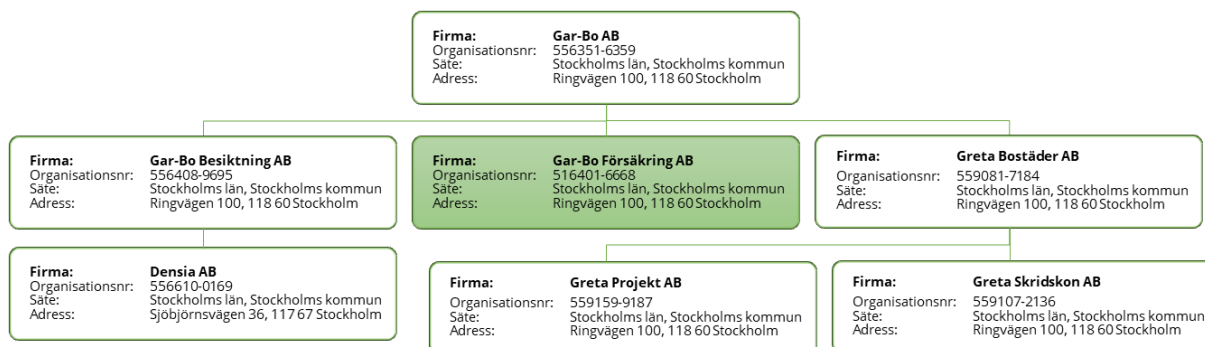 Firma: Gar-Bo AB
Organisationsnr: 556351-6359
Säte: Stockholms län, Stockholms kommun
Adress: Ringvägen 100, 118 60 Stockholm
Firma: Gar-Bo Besiktning AB
Organisationsnr: 556408-9695
Säte: Stockholms län, Stockholms kommun
Adress: Ringvägen 100, 118 60 Stockholm
Firma: Gar-Bo Försäkring AB
Organisationsnr: 516401-6668
Säte: Stockholms län, Stockholms kommun
Adress: Ringvägen 100, 118 60 Stockholm
Firma: Greta Bostäder AB
Organisationsnr: 559081-7184
Säte: Stockholms län, Stockholms kommun
Adress: Ringvägen 100, 118 60 Stockholm
Firma: Densia AB
Organisationsnr: 556610-0169
Säte: Stockholms län, Stockholms kommun
Adress: Sjöbjörnsvägen 36, 117 67 Stockholm
Firma: Greta Projekt AB
Organisationsnr: 559159-9187
Säte: Stockholms län, Stockholms kommun
Adress: Ringvägen 100, 118 60 Stockholm
Firma: Greta Skridskon AB
Organisationsnr: 559107-2136
Säte: Stockholms län, Stockholms kommun
Adress: Ringvägen 100, 118 60 Stockholm